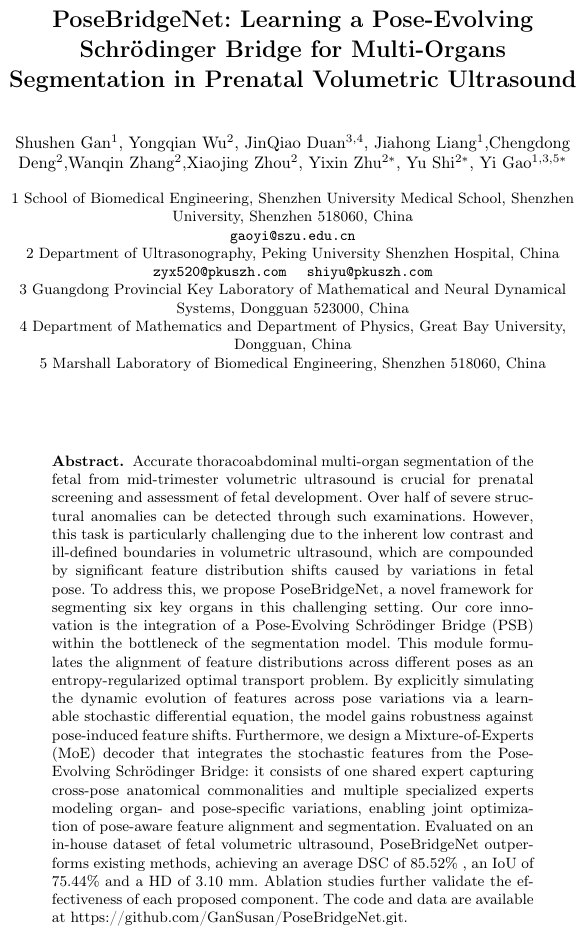 PoseBridgeNet: Learning a Pose-Evolving
Schrödinger Bridge for Multi-Organs
Segmentation in Prenatal Volumetric Ultrasound
Shushen Gan1, Yongqian Wu2, JinQiao Duan3,4, Jiahong Liang1,Chengdong
Deng2,Wanqin Zhang2,Xiaojing Zhou2, Yixin Zhu2*, Yu Shi2*, Yi Gao1,3,5*
1 School of Biomedical Engineering, Shenzhen University Medical School, Shenzhen
University, Shenzhen 518060, China
gaoyi@szu.edu.cn
2 Department of Ultrasonography, Peking University Shenzhen Hospital, China
zyx520@pkuszh.com shiyu@pkuszh.com
3 Guangdong Provincial Key Laboratory of Mathematical and Neural Dynamical
Systems, Dongguan 523000, China
4 Department of Mathematics and Department of Physics, Great Bay University,
Dongguan, China
5 Marshall Laboratory of Biomedical Engineering, Shenzhen 518060, China
Abstract. Accurate thoracoabdominal multi-organ segmentation of the
fetal from mid-trimester volumetric ultrasound is crucial for prenatal
screening and assessment of fetal development. Over half of severe struc-
tural anomalies can be detected through such examinations. However,
this task is particularly challenging due to the inherent low contrast and
ill-defined boundaries in volumetric ultrasound, which are compounded
by significant feature distribution shifts caused by variations in fetal
pose. To address this, we propose PoseBridgeNet, a novel framework for
segmenting six key organs in this challenging setting. Our core inno-
vation is the integration of a Pose-Evolving Schrödinger Bridge (PSB)
within the bottleneck of the segmentation model. This module formu-
lates the alignment of feature distributions across different poses as an
entropy-regularized optimal transport problem. By explicitly simulating
the dynamic evolution of features across pose variations via a learn-
able stochastic differential equation, the model gains robustness against
pose-induced feature shifts. Furthermore, we design a Mixture-of-Experts
(MoE) decoder that integrates the stochastic features from the Pose-
Evolving Schrödinger Bridge: it consists of one shared expert capturing
cross-pose anatomical commonalities and multiple specialized experts
modeling organ- and pose-specific variations, enabling joint optimiza-
tion of pose-aware feature alignment and segmentation. Evaluated on an
in-house dataset of fetal volumetric ultrasound, PoseBridgeNet outper-
forms existing methods, achieving an average DSC of 85.52% , an IoU of
75.44% and a HD of 3.10 mm. Ablation studies further validate the ef-
fectiveness of each proposed component. The code and data are available
at https://github.com/GanSusan/PoseBridgeNet.git.